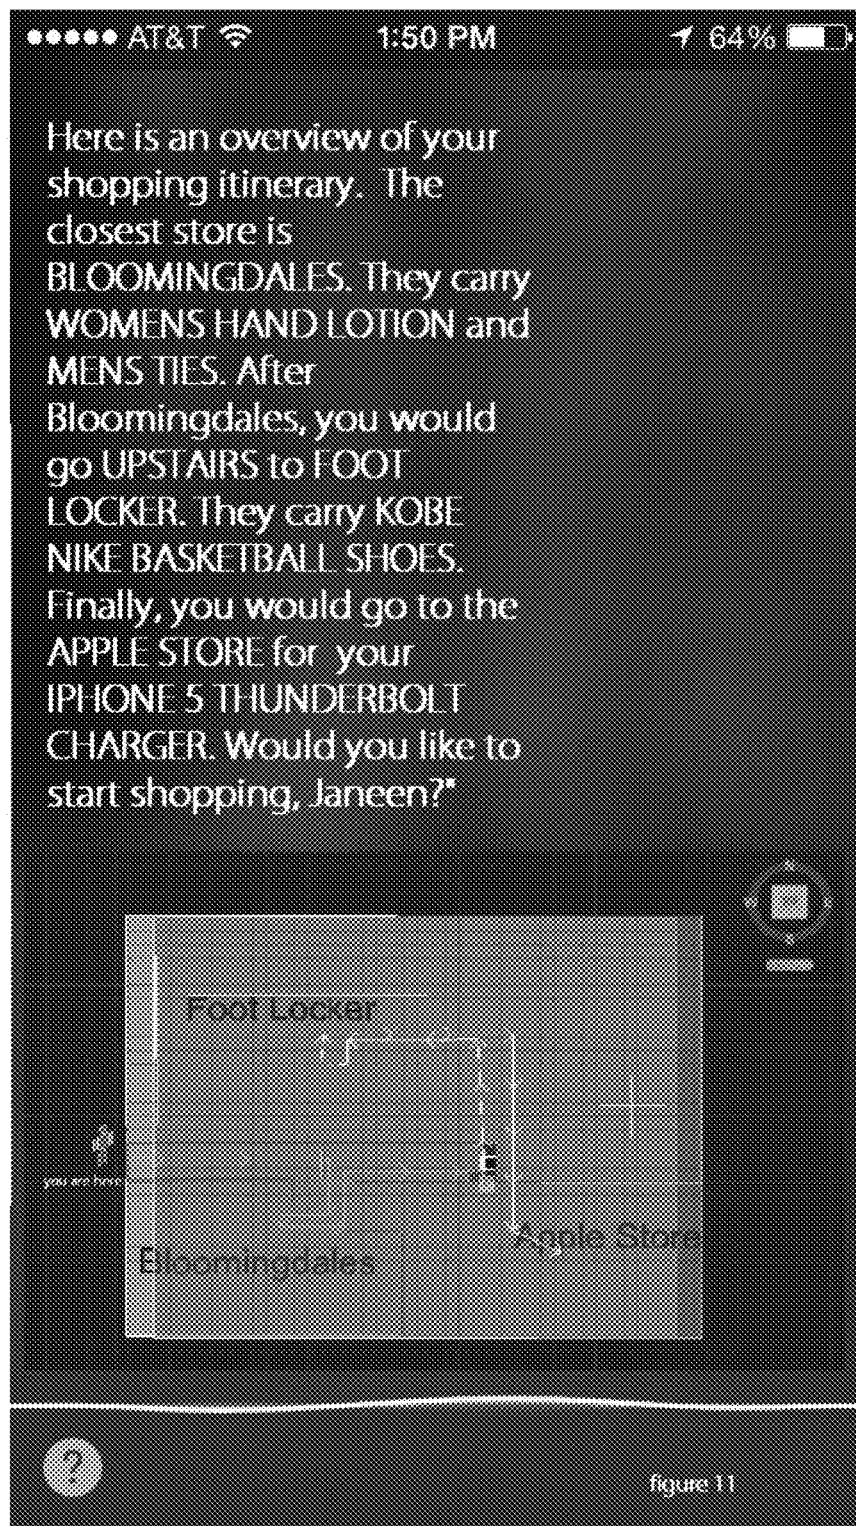 AT&T 1:50 PM 64%
Here is an overview of your
shopping itinerary. The
closest store is
BLOOMINGDALES. They carry
WOMENS HAND LOTION and
MENS TIES. After
Bloomingdales, you would
go UPSTAIRS to FOOT
LOCKER. They carry KOBE
NIKE BASKETBALL SHOES.
Finally, you would go to the
APPLE STORE for your
IPHONE 5 THUNDERBOLT
CHARGER. Would you like to
start shopping, Janeen?"
N
Foot Locker
you are here
Apple Store
Bloomingdales
?
figure 11